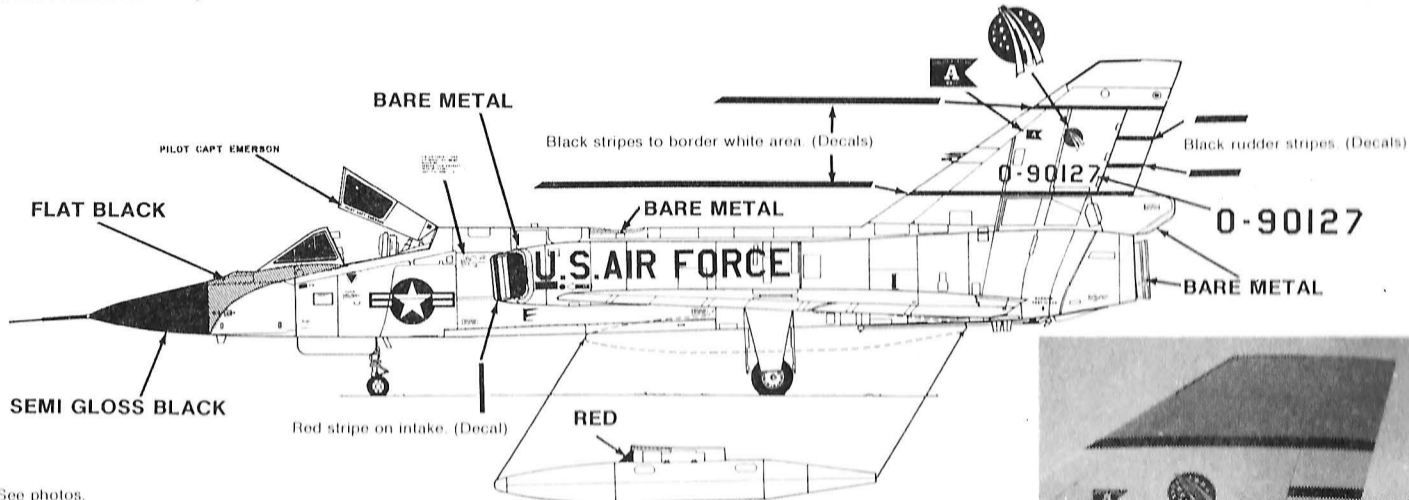 A
BARE METAL
Black stripes to border white area. (Decals)
Black rudder stripes. (Decals)
PILOT CAPT EMERSON
0-90127
FLAT BLACK
BARE METAL
0-90127
U.S.AIR FORCE
BARE METAL
SEMI GLOSS BLACK
Red stripe on intake. (Decal)
RED
See photos.